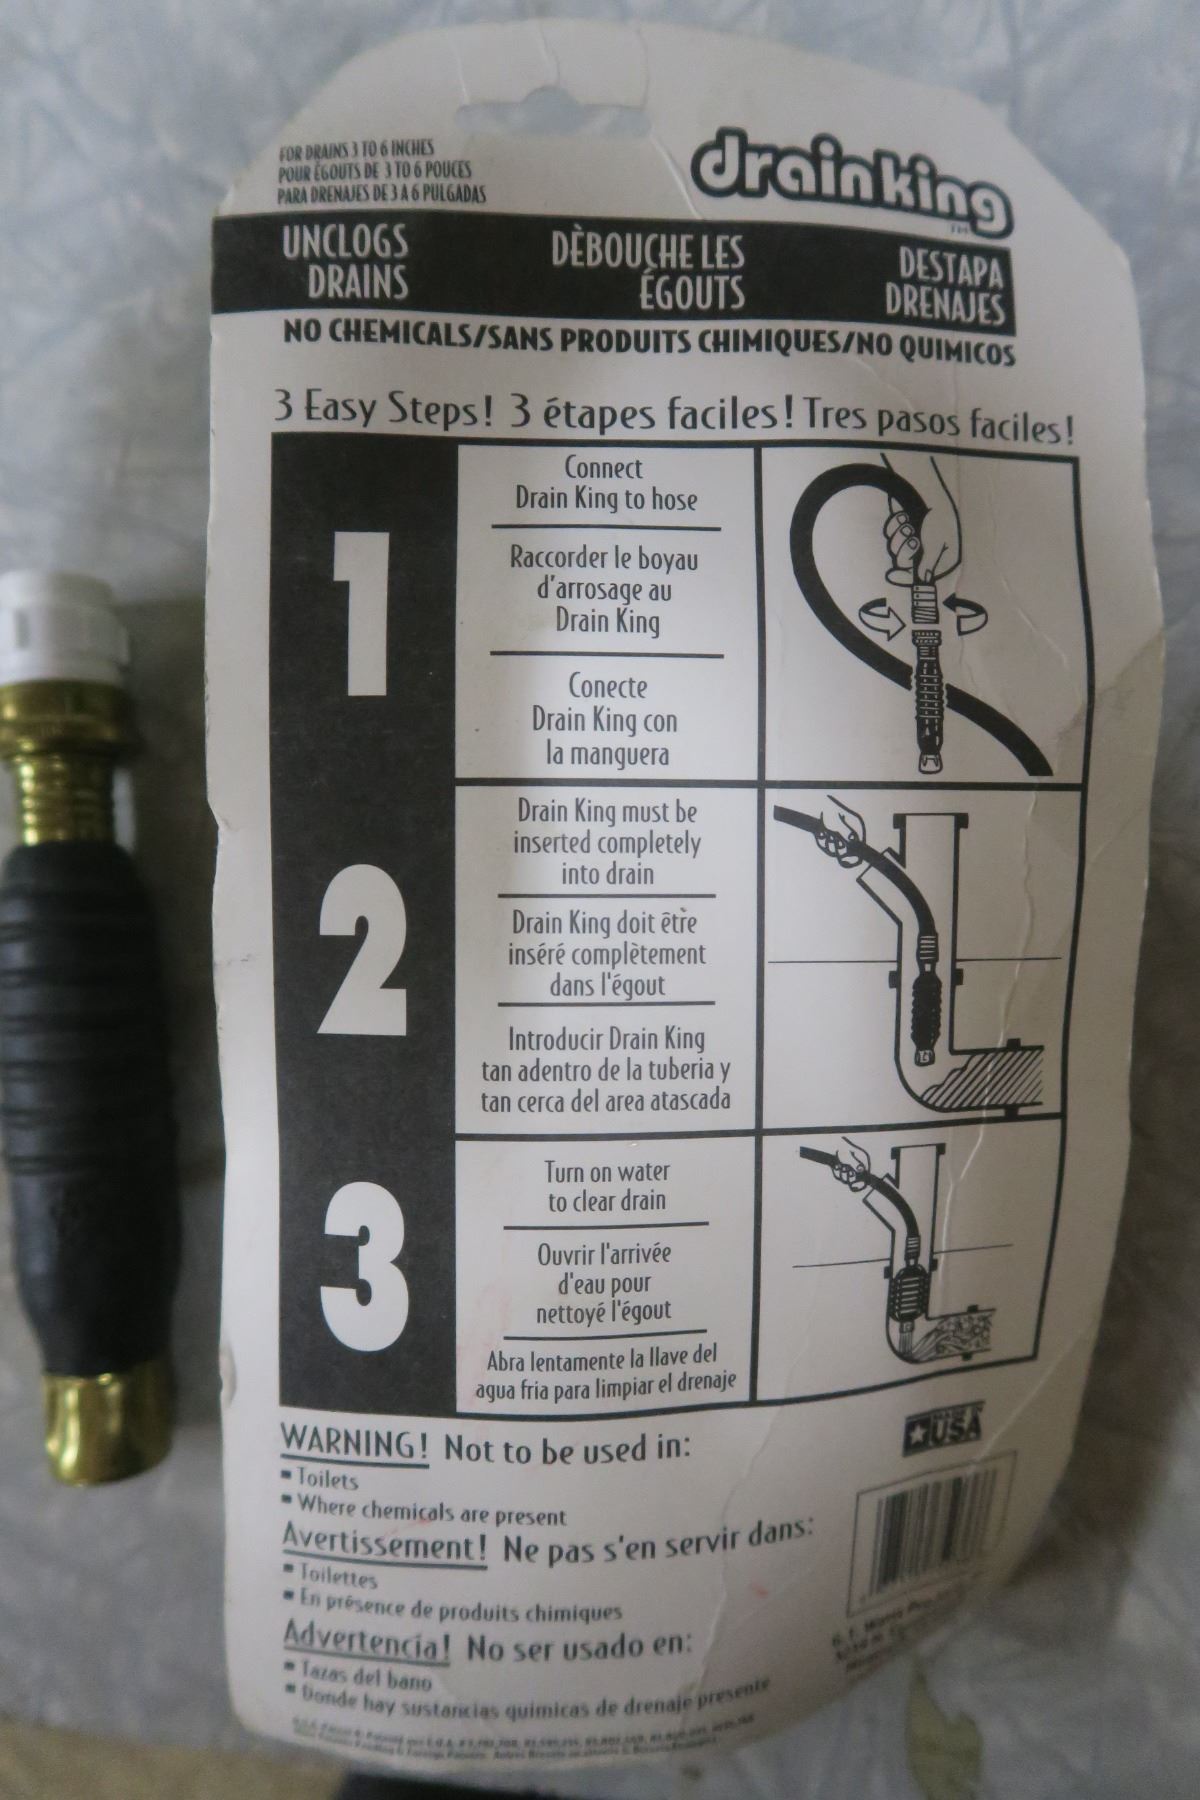 FOR DRAINS 3 TO 6 INCHES
POUR ÉGOUTS DE 3 TO 6 POUCES
PARA DRENAJES DE 3 A 6 PULGADAS
drainking
TM
UNCLOGS
DRAINS
DÈBOUCHE LES
ÉGOUTS
DESTAPA
DRENAJES
NO CHEMICALS/SANS PRODUITS CHIMIQUES/NO QUIMICOS
3 Easy Steps! 3 étapes faciles! Tres pasos faciles!
1
Connect
Drain King to hose
Raccorder le boyau
d'arrosage au
Drain King
Conecte
Drain King con
la manguera
2
Drain King must be
inserted completely
into drain
Drain King doit être
inséré complètement
dans l'égout
Introducir Drain King
tan adentro de la tuberia y
tan cerca del area atascada
3
Turn on water
to clear drain
Ouvrir l'arrivée
d'eau pour
nettoyé l'égout
Abra lentamente la llave del
agua fria para limpiar el drenaje
MADE IN
USA
WARNING! Not to be used in:
Toilets
Where chemicals are present
Avertissement! Ne pas s'en servir dans:
Toilettes
En présence de produits chimiques
Advertencia! No ser usado en:
Tazas del bano
Donde hay sustancias quimicas de drenaje presente